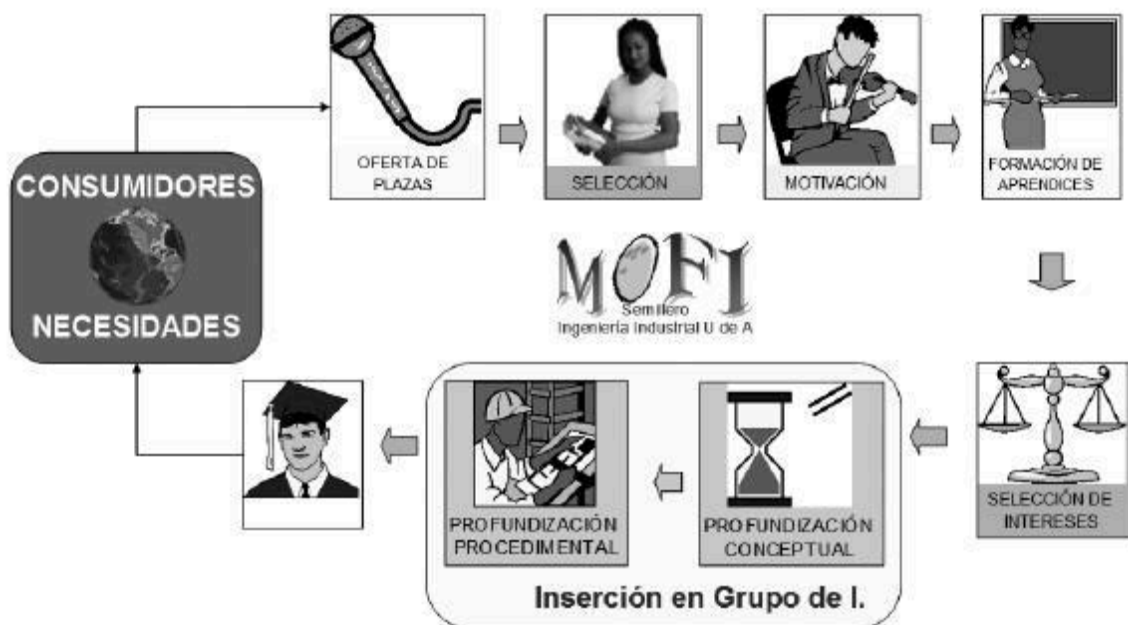 CONSUMIDORES
NECESIDADES
OFERTA DE
PLAZAS
SELECCIÓN
MOTIVACIÓN
FORMACIÓN DE
APRENDICES
MOFI
Semillero
Ingeniería Industrial U de A
SELECCIÓN DE
INTERESES
PROFUNDIZACIÓN
CONCEPTUAL
PROFUNDIZACIÓN
PROCEDIMENTAL
Inserción en Grupo de I.